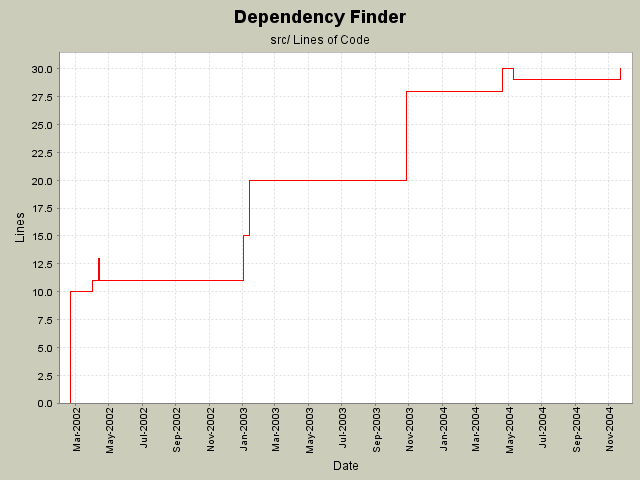 Dependency Finder
src/ Lines of Code
Lines
30.0
27.5
25.0
22.5
20.0
17.5
15.0
12.5
10.0
7.5
5.0
2.5
0.0
Mar-2002
May-2002
Jul-2002
Sep-2002
Nov-2002
Jan-2003
Mar-2003
May-2003
Jul-2003
Sep-2003
Nov-2003
Jan-2004
Mar-2004
May-2004
Jul-2004
Sep-2004
Nov-2004
Date